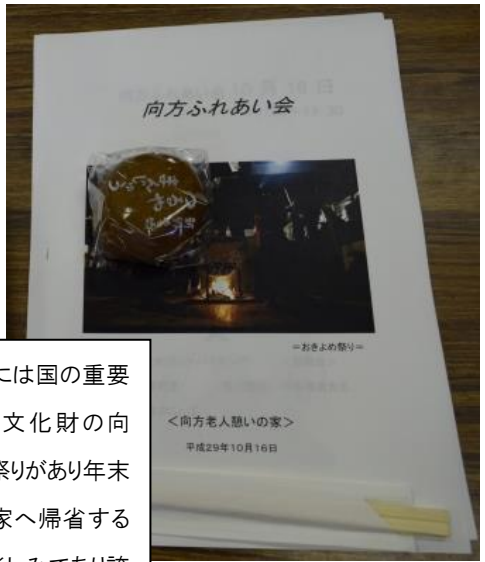 向方ふれあい会
=おきよめ祭り=
<向方老人憩いの家>
平成29年10月16日
には国の重要
文化財の向
祭りがあり年末
家へ帰省する